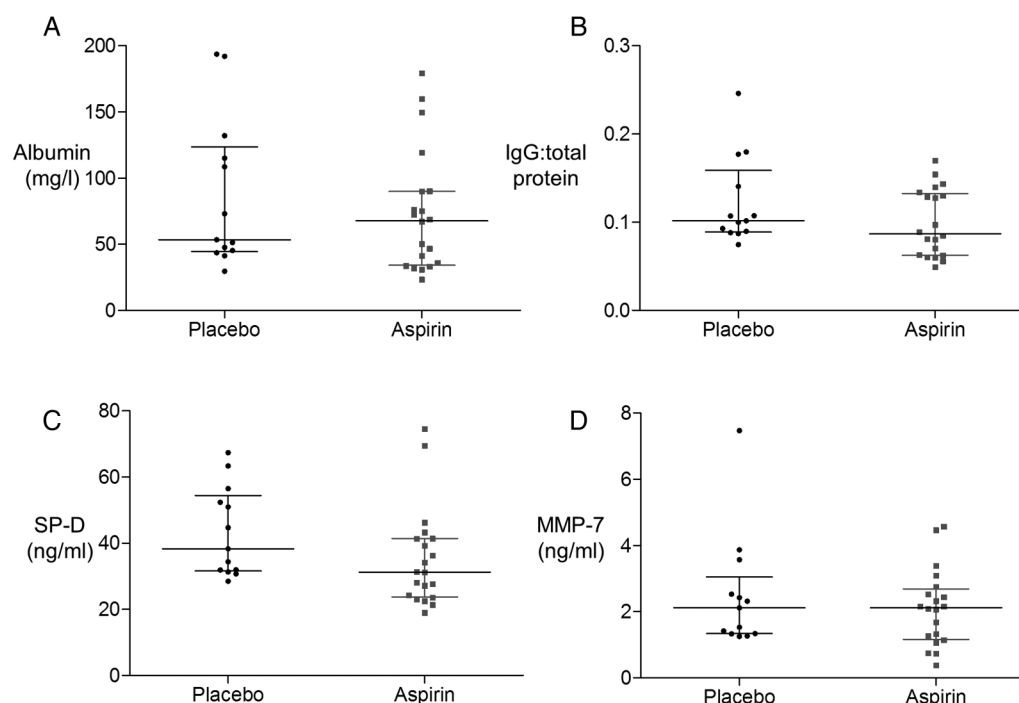 A
200
150
100
50
0
Albumin
(mg/l)
Placebo
Aspirin
B
0.3
0.2
0.1
0.0
IgG:total
protein
Placebo
Aspirin
C
80
60
40
20
0
SP-D
(ng/ml)
Placebo
Aspirin
D
8
6
4
2
0
MMP-7
(ng/ml)
Placebo
Aspirin